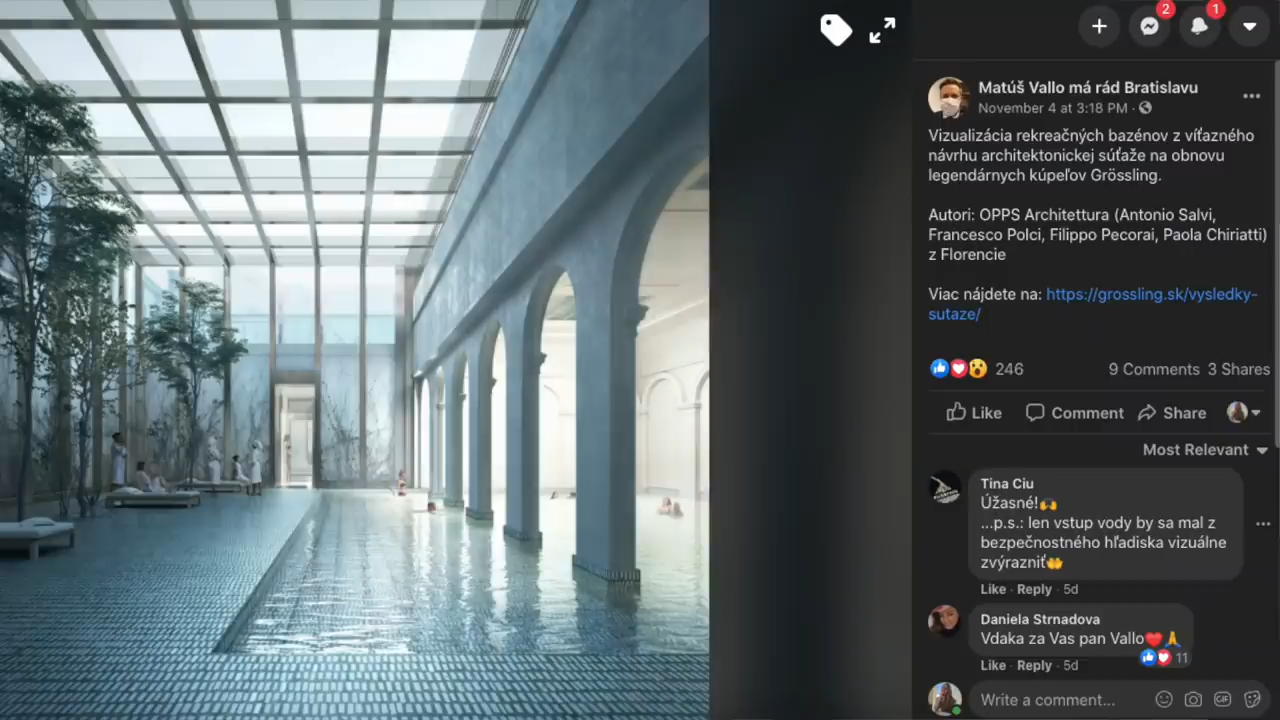 2
1
Matúš Vallo má rád Bratislavu
November 4 at 3:18 PM ·
Vizualizácia rekreačných bazénov z víťazného
návrhu architektonickej súťaže na obnovu
legendárnych kúpeľov Grössling.
Autori: OPPS Architettura (Antonio Salvi,
Francesco Polci, Filippo Pecorai, Paola Chiriatti)
z Florencie
Viac nájdete na: https://grossling.sk/vysledky-
sutaze/
246
9 Comments 3 Shares
Like Comment Share
Most Relevant
Tina Ciu
Úžasné!🙌
...p.s.: len vstup vody by sa mal z
bezpečnostného hľadiska vizuálne
zvýrazniť👐
Like · Reply · 5d
Daniela Strnadova
Vdaka za Vas pan Vallo❤️🙏
11
Like · Reply · 5d
Write a comment...
GIF